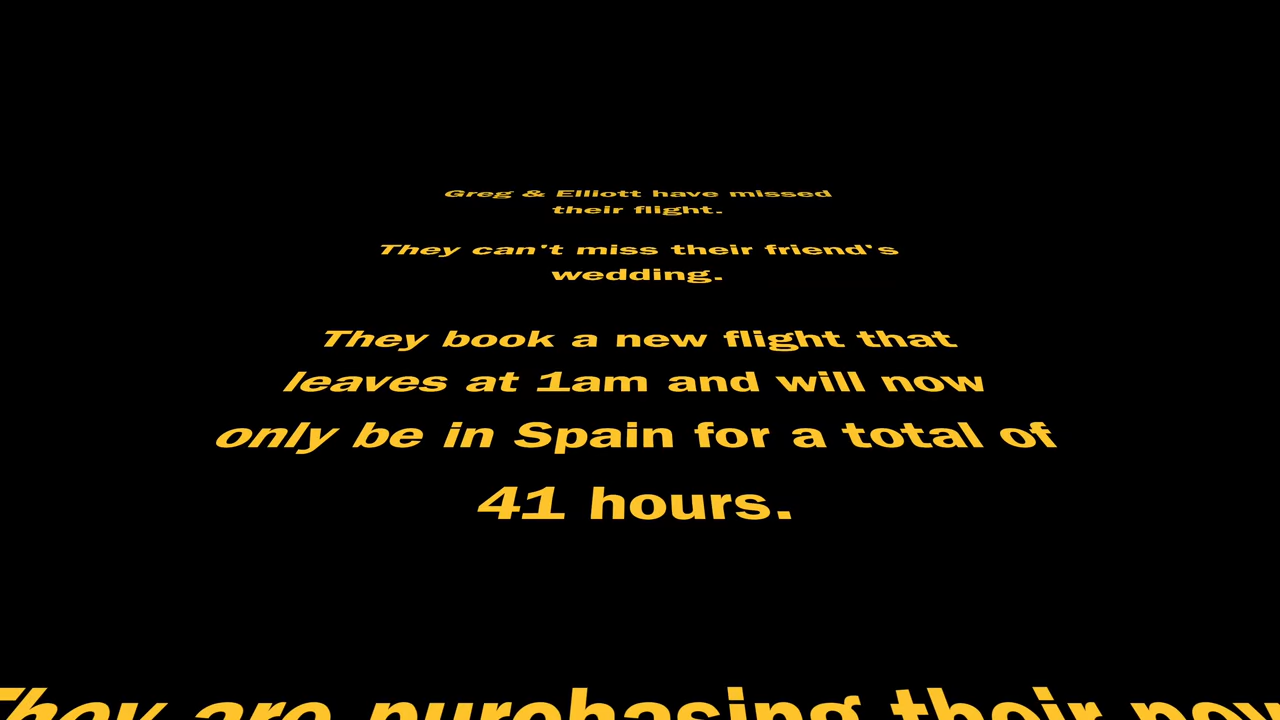 Greg & Elliott have missed
their flight.
They can't miss their friend's
wedding.
They book a new flight that
leaves at 1am and will now
only be in Spain for a total of
41 hours.
They are purchasing their